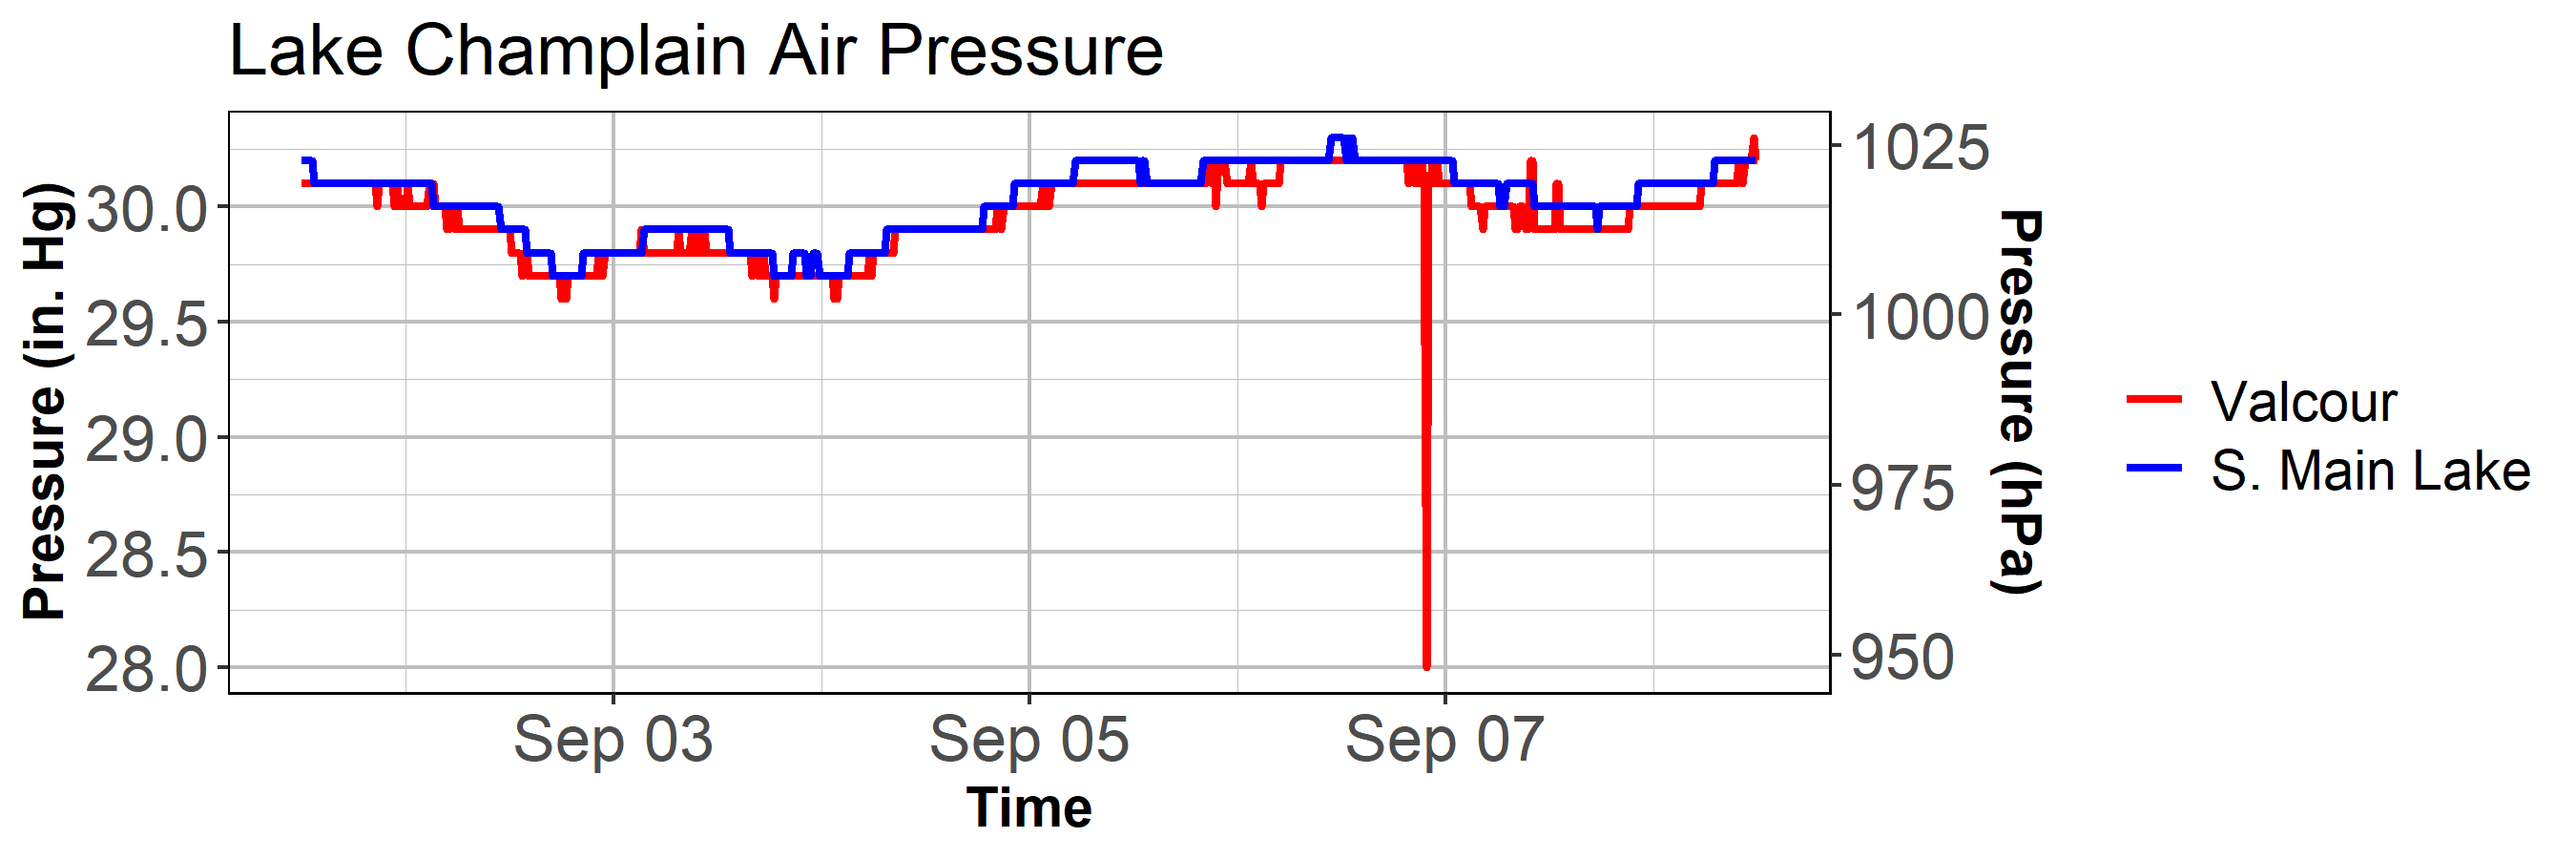 Lake Champlain Air Pressure
Pressure (in. Hg)
30.0
29.5
29.0
28.5
28.0
1025
1000
975
950
Pressure (hPa)
Valcour
S. Main Lake
Sep 03
Sep 05
Sep 07
Time